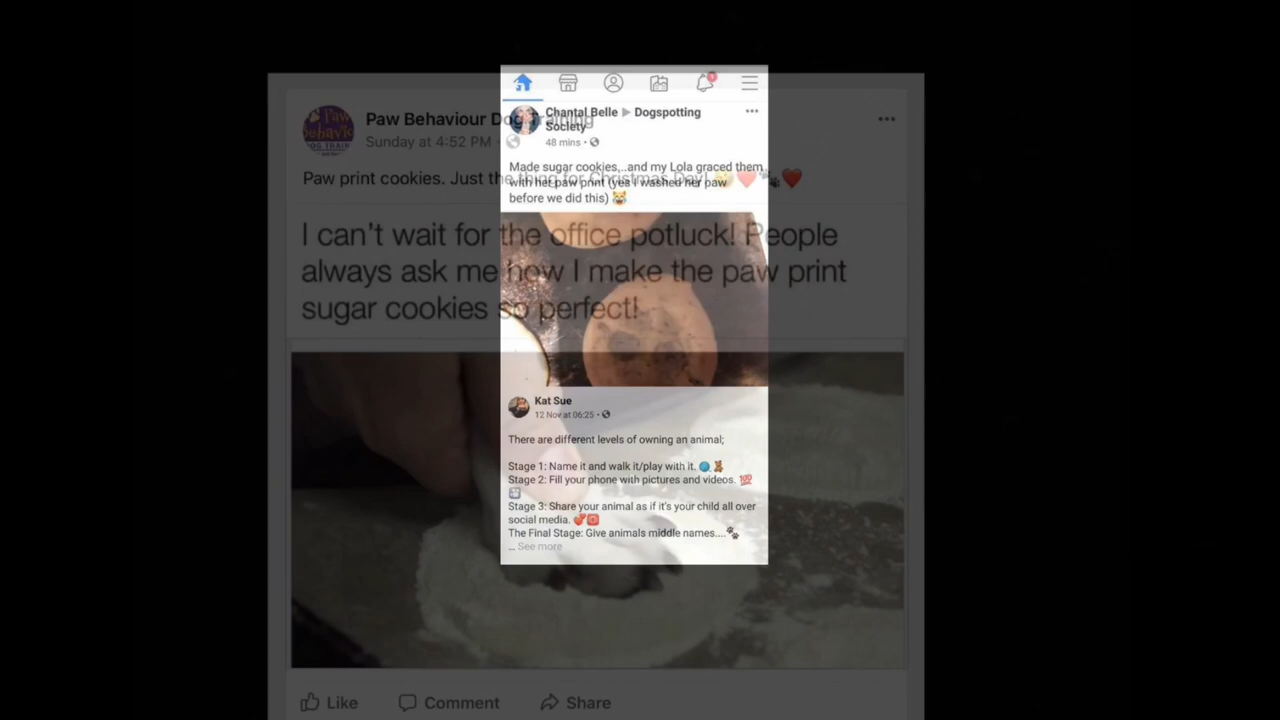 Paw Behaviour Dog Training
Sunday at 4:52 PM ·
Paw print cookies. Just the thing for Christmas Day!
I can't wait for the office potluck! People
always ask me how I make the paw print
sugar cookies so perfect!
Like
Comment
Share
Chantal Belle ▶ Dogspotting
Society
48 mins ·
Made sugar cookies,..and my Lola graced them
with her paw print (yes I washed her paw
before we did this) 😹
Kat Sue
12 Nov at 06:25 ·
There are different levels of owning an animal;
Stage 1: Name it and walk it/play with it.
Stage 2: Fill your phone with pictures and videos. 💯
Stage 3: Share your animal as if it's your child all over
social media.
The Final Stage: Give animals middle names....🐾
... See more